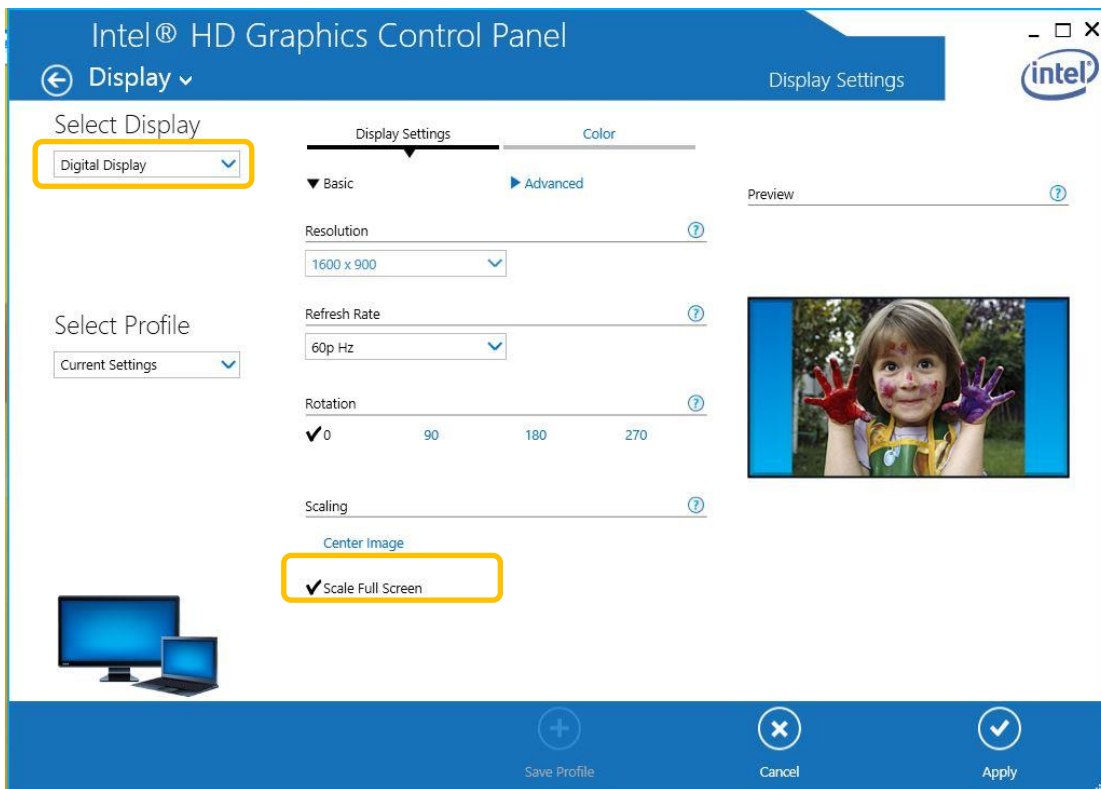 Intel® HD Graphics Control Panel
Display
Display Settings
intel
Select Display
Digital Display
Select Profile
Current Settings
Display Settings
Color
Basic
Advanced
Resolution
1600 x 900
Refresh Rate
60p Hz
Rotation
0 90 180 270
Scaling
Center Image
Scale Full Screen
Preview
Save Profile
Cancel
Apply